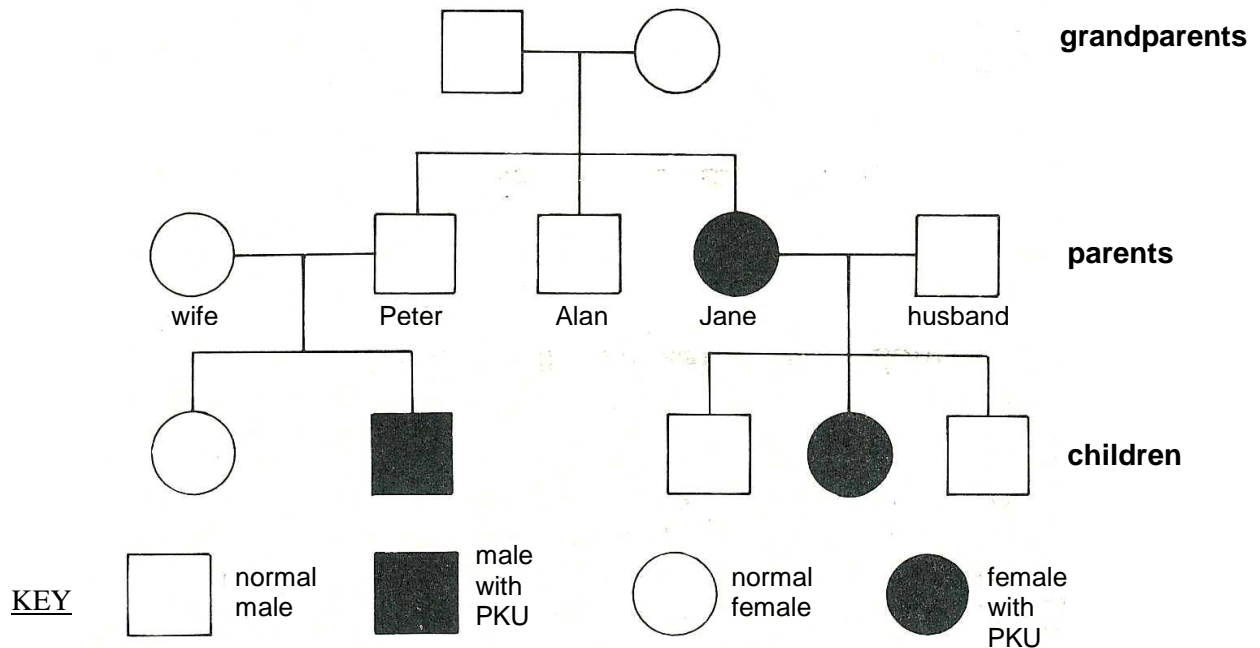 grandparents
parents
wife
Peter
Alan
Jane
husband
children
KEY
normal
male
male
with
PKU
normal
female
female
with
PKU